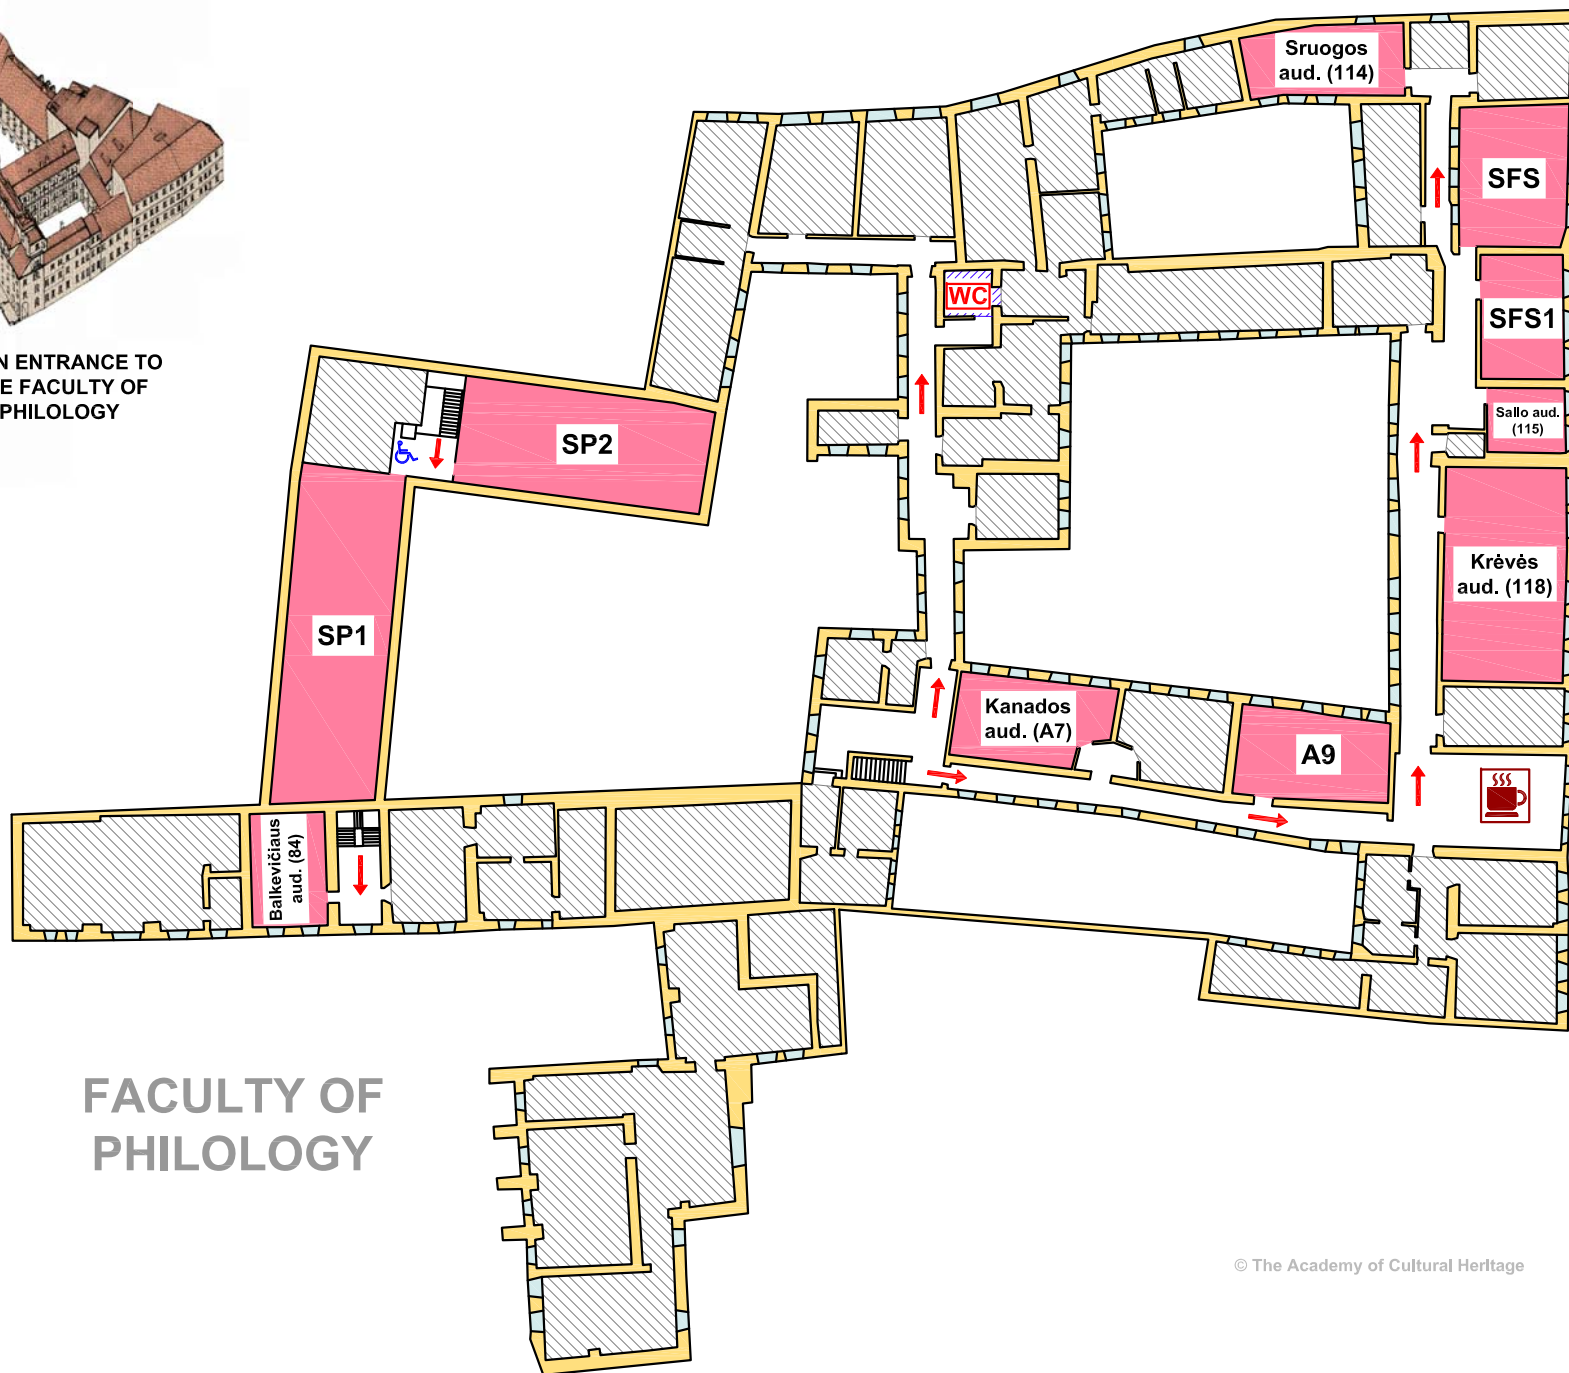 Sruogos
aud. (114)
SFS
WC
SFS1
N ENTRANCE TO
E FACULTY OF
PHILOLOGY
Sallo aud.
(115)
SP2
Krėvės
aud. (118)
SP1
Kanados
aud. (A7)
A9
Balkevičiaus
aud. (84)
FACULTY OF
PHILOLOGY
© The Academy of Cultural Heritage